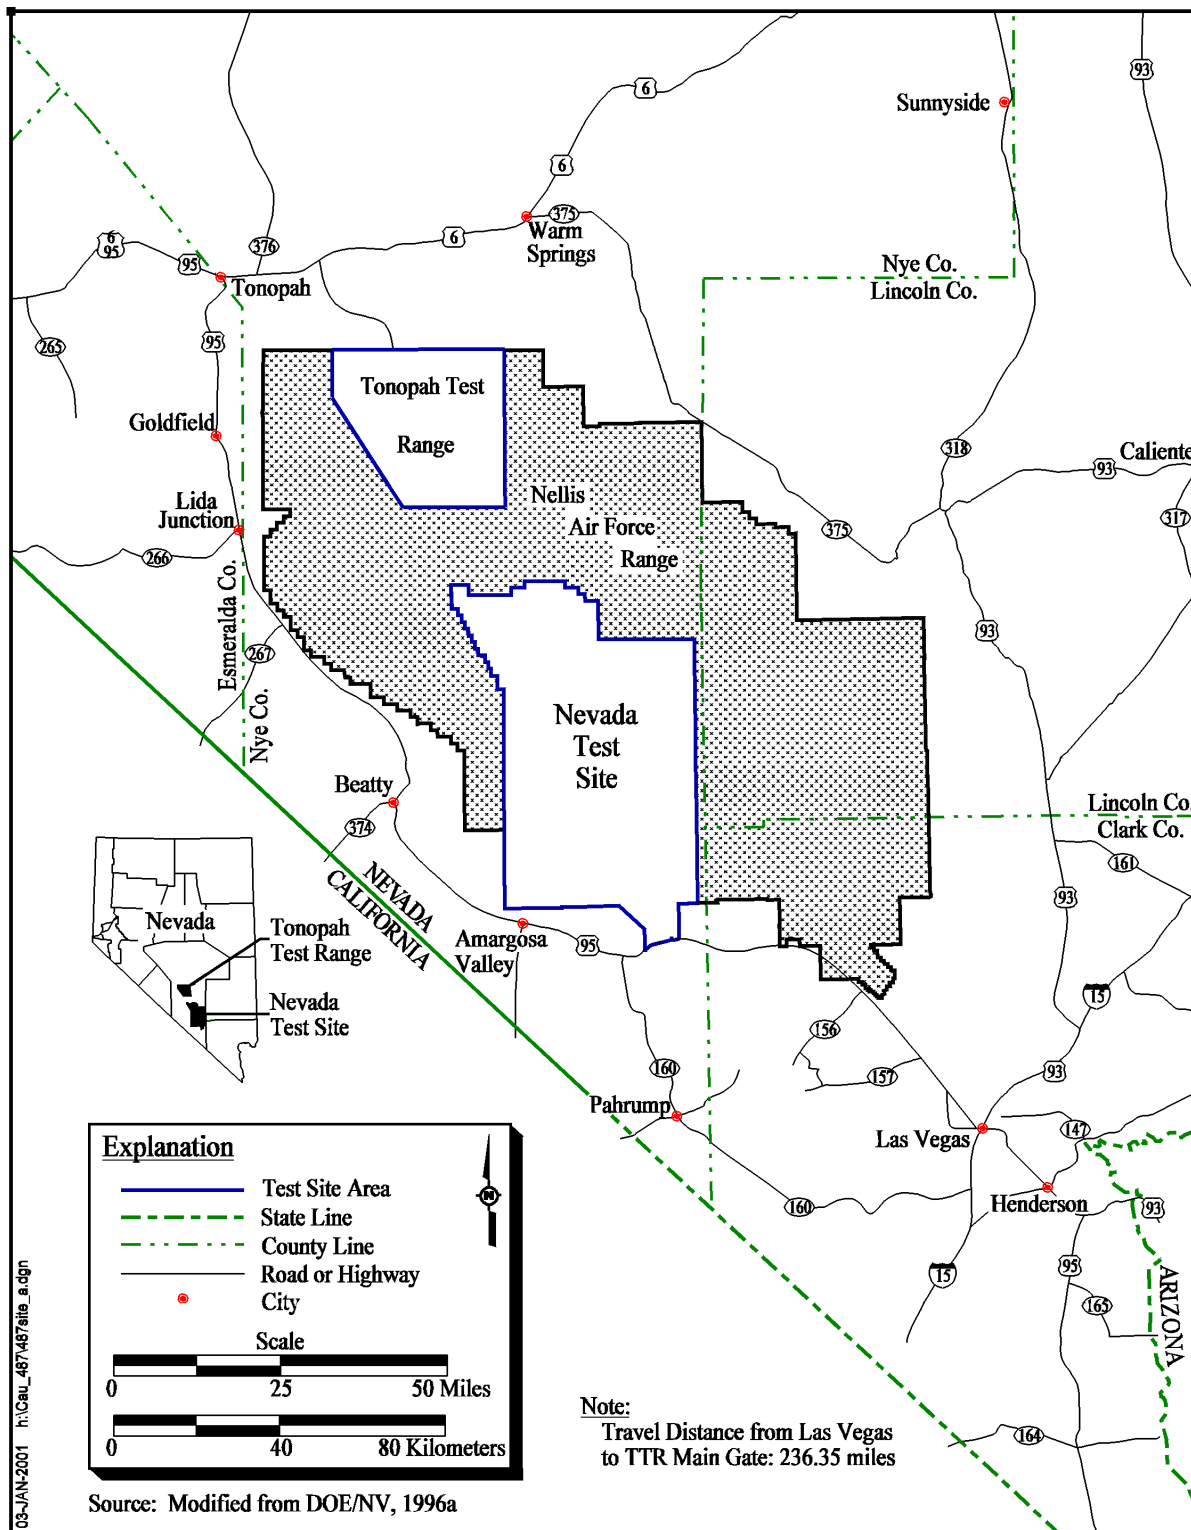 93
6
Sunnyside
6
375
Warm
Springs
6
95
376
6
95
Tonopah
Nye Co.
Lincoln Co.
95
265
Tonopah Test
Range
Goldfield
318
Caliente
93
Nellis
Air Force
Range
Lida
Junction
317
375
266
Esmeralda Co.
Nye Co.
267
93
Nevada
Test
Site
Beatty
374
Lincoln Co.
Clark Co.
161
NEVADA
CALIFORNIA
93
Nevada
Tonopah
Test Range
Nevada
Test Site
Amargosa
Valley
95
15
156
157
160
93
Pahrump
Las Vegas
147
160
Henderson
93
15
95
165
ARIZONA
164
Explanation
Test Site Area
State Line
County Line
Road or Highway
City
N
Scale
0 25 50 Miles
0 40 80 Kilometers
Note:
Travel Distance from Las Vegas
to TTR Main Gate: 236.35 miles
Source: Modified from DOE/NV, 1996a
03-JAN-2001 h:\Cau_487\487site_a.dgn